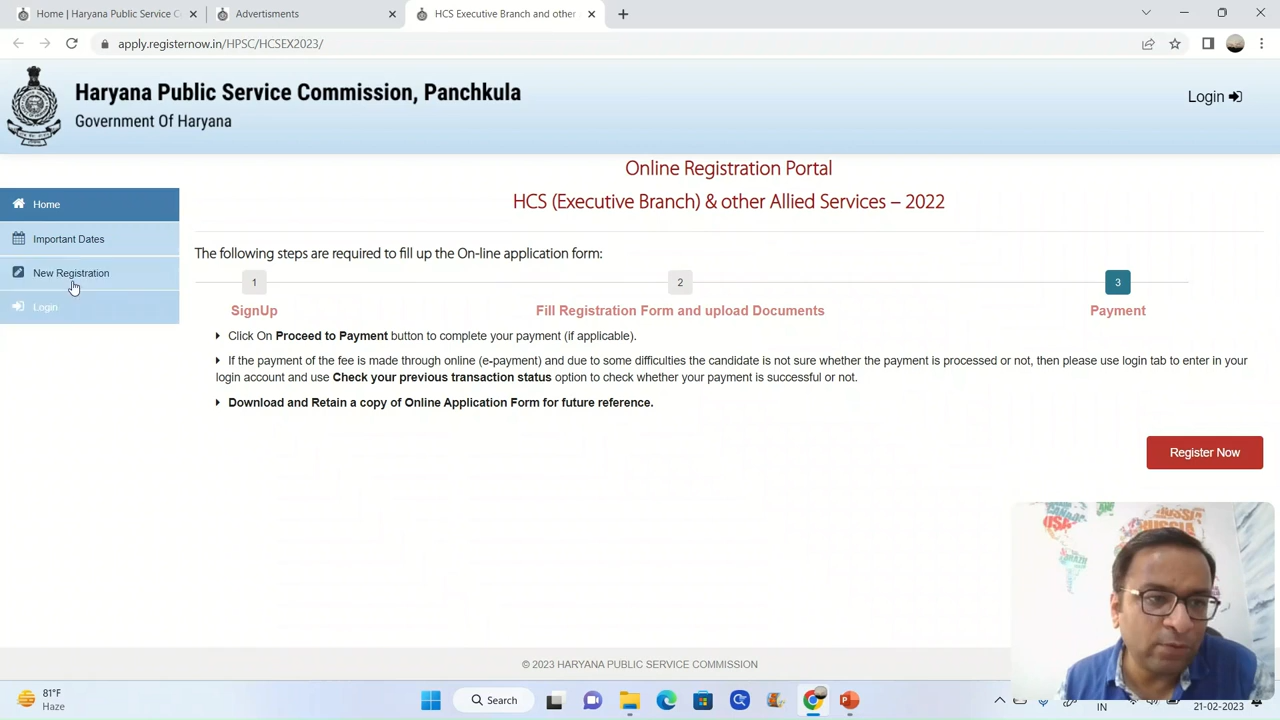 Home | Haryana Public Service C
Advertisments
HCS Executive Branch and other
apply.registernow.in/HPSC/HCSEX2023/
Haryana Public Service Commission, Panchkula
Government Of Haryana
Login
Online Registration Portal
HCS (Executive Branch) & other Allied Services – 2022
Home
Important Dates
New Registration
Login
The following steps are required to fill up the On-line application form:
1
2
3
SignUp
Fill Registration Form and upload Documents
Payment
Click On Proceed to Payment button to complete your payment (if applicable).
If the payment of the fee is made through online (e-payment) and due to some difficulties the candidate is not sure whether the payment is processed or not, then please use login tab to enter in your
login account and use Check your previous transaction status option to check whether your payment is successful or not.
Download and Retain a copy of Online Application Form for future reference.
Register Now
© 2023 HARYANA PUBLIC SERVICE COMMISSION
81°F
Haze
Search
IN
21-02-2023